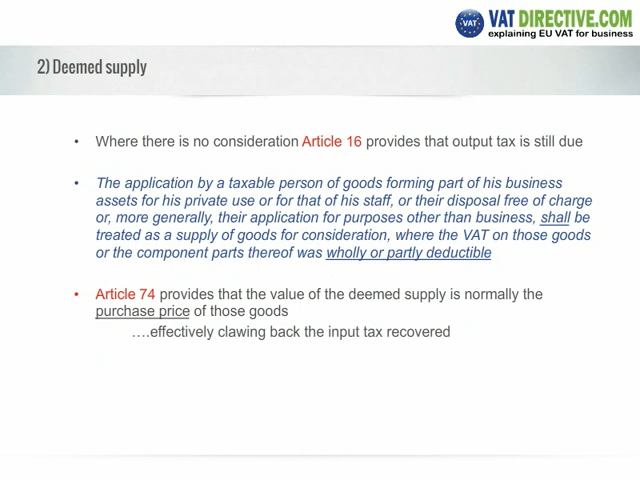 VAT
VAT DIRECTIVE.COM
explaining EU VAT for business
2) Deemed supply
• Where there is no consideration Article 16 provides that output tax is still due
• The application by a taxable person of goods forming part of his business
assets for his private use or for that of his staff, or their disposal free of charge
or, more generally, their application for purposes other than business, shall be
treated as a supply of goods for consideration, where the VAT on those goods
or the component parts thereof was wholly or partly deductible
• Article 74 provides that the value of the deemed supply is normally the
purchase price of those goods
….effectively clawing back the input tax recovered